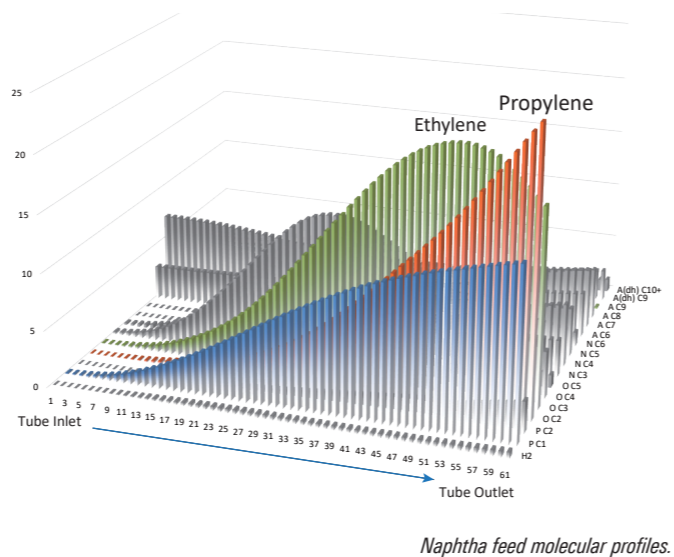 25
20
15
10
5
0
Propylene
Ethylene
A(dh) C10+
A(dh) C9
A C9
A C8
A C7
A C6
N C6
N C5
N C4
N C3
O C5
O C4
O C3
O C2
P C2
P C1
H2
1 3 5 7 9 11 13 15 17 19 21 23 25 27 29 31 33 35 37 39 41 43 45 47 49 51 53 55 57 59 61
Tube Inlet
Tube Outlet
Naphtha feed molecular profiles.